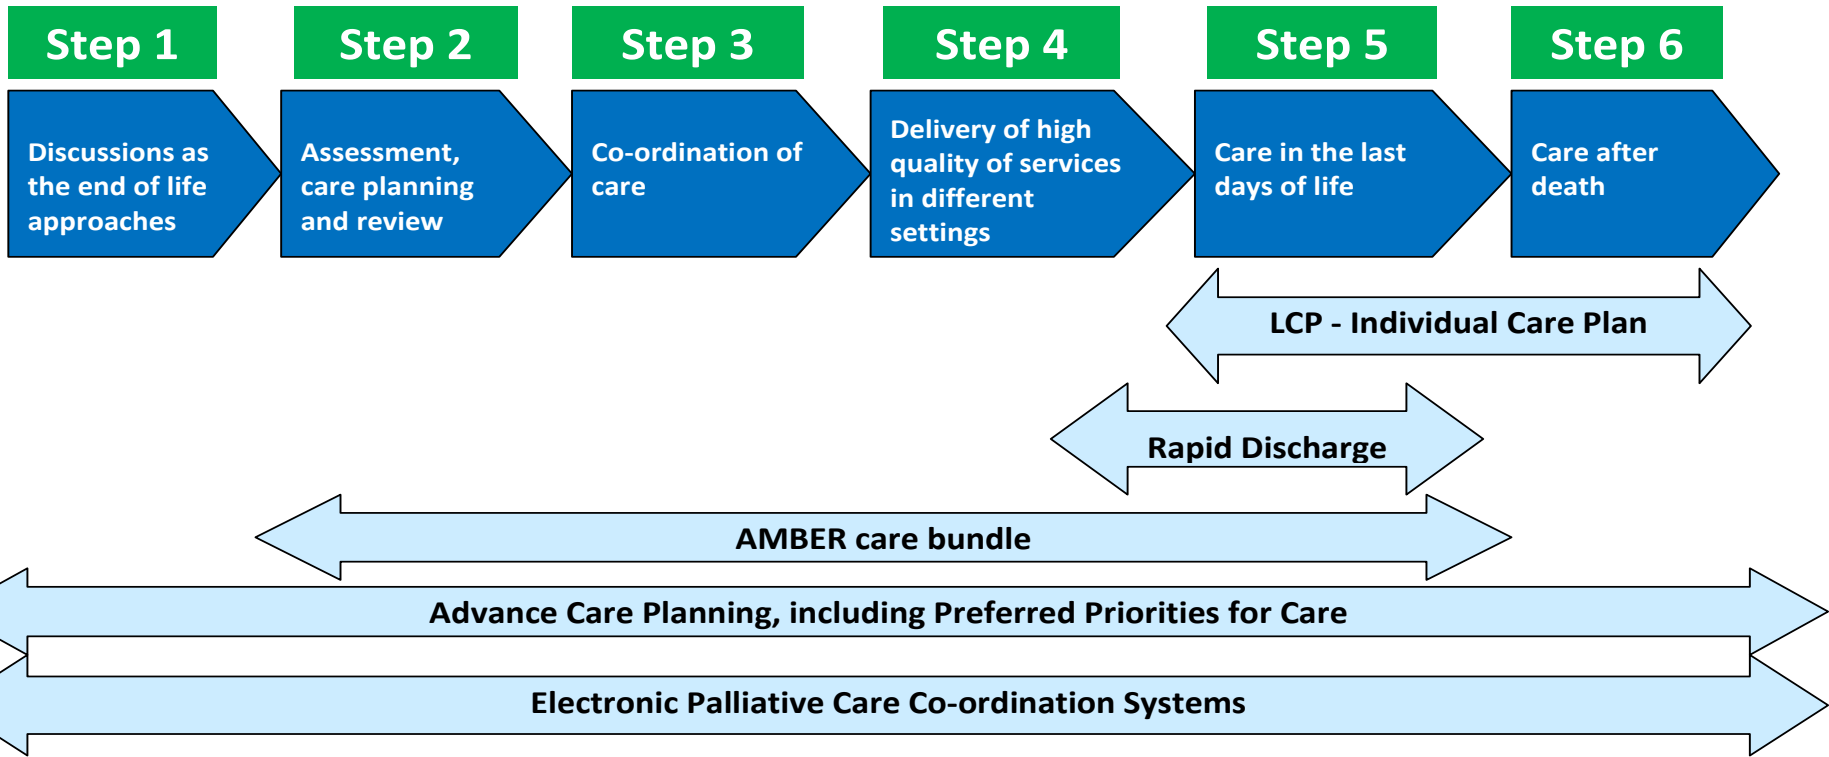 Step 1
Step 2
Step 3
Step 4
Step 5
Step 6
Discussions as
the end of life
approaches
Assessment,
care planning
and review
Co-ordination of
care
Delivery of high
quality of services
in different
settings
Care in the last
days of life
Care after
death
LCP - Individual Care Plan
Rapid Discharge
AMBER care bundle
Advance Care Planning, including Preferred Priorities for Care
Electronic Palliative Care Co-ordination Systems